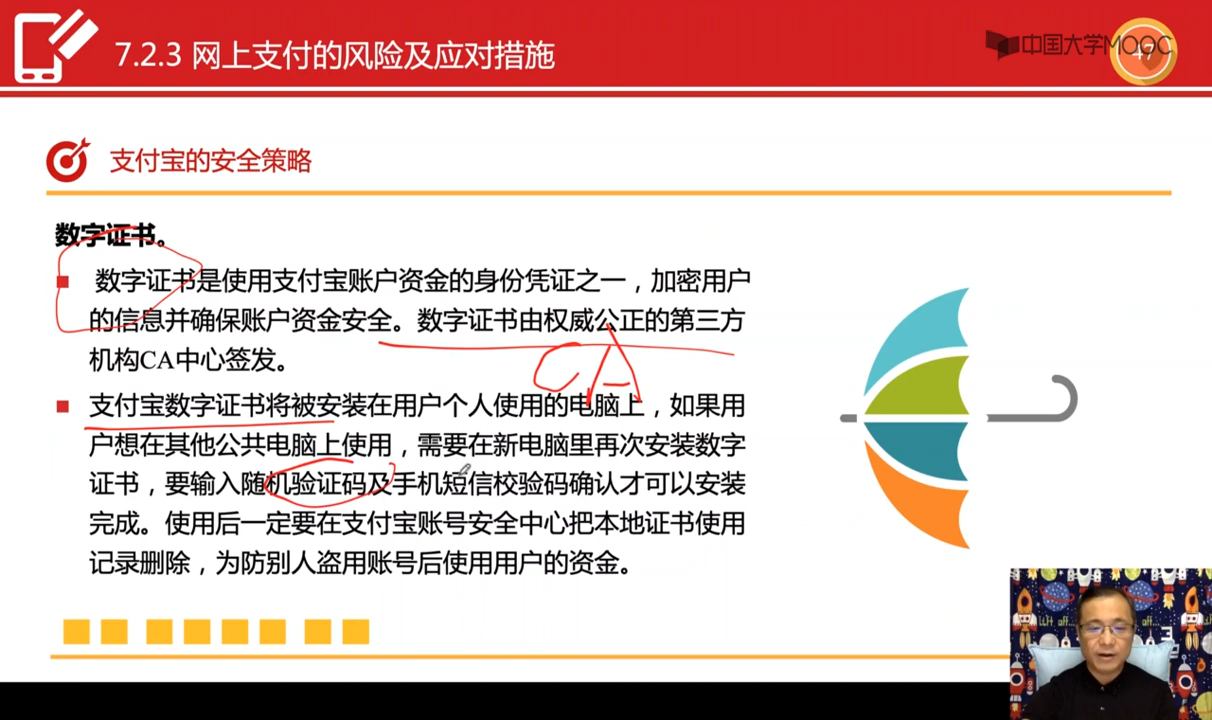 7.2.3 网上支付的风险及应对措施
中国大学MOOC
47
支付宝的安全策略
数字证书。
数字证书是使用支付宝账户资金的身份凭证之一，加密用户
的信息并确保账户资金安全。数字证书由权威公正的第三方
机构CA中心签发。
CA
支付宝数字证书将被安装在用户个人使用的电脑上，如果用
户想在其他公共电脑上使用，需要在新电脑里再次安装数字
证书，要输入随机验证码及手机短信校验码确认才可以安装
完成。使用后一定要在支付宝账号安全中心把本地证书使用
记录删除，为防别人盗用账号后使用用户的资金。